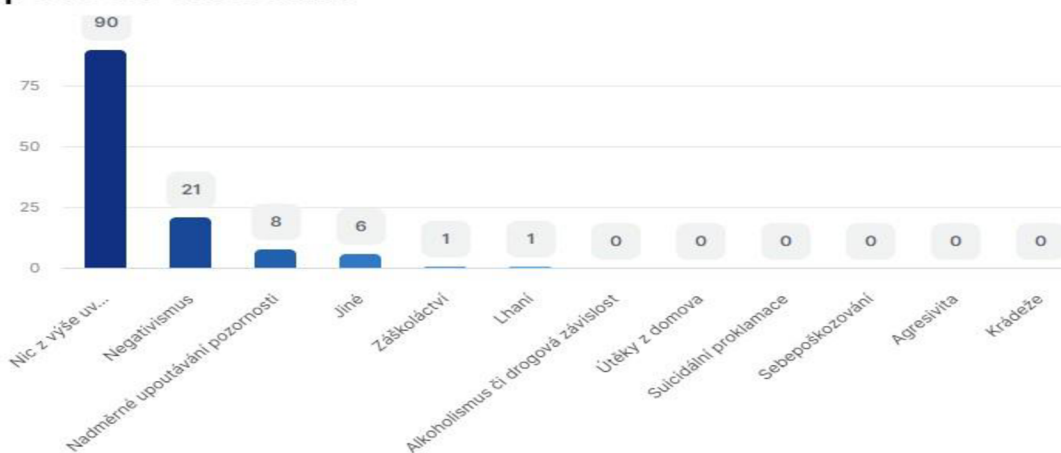 90
75
50
25
0
21
8
6
1
1
0
0
0
0
0
0
Nic z výše uv...
Negativismus
Nadměrné upoutávání pozornosti
Jiné
Záškoláctví
Lhaní
Alkoholismus či drogová závislost
Útěky z domova
Suicidální proklamace
Sebepoškozování
Agresivita
Krádeže